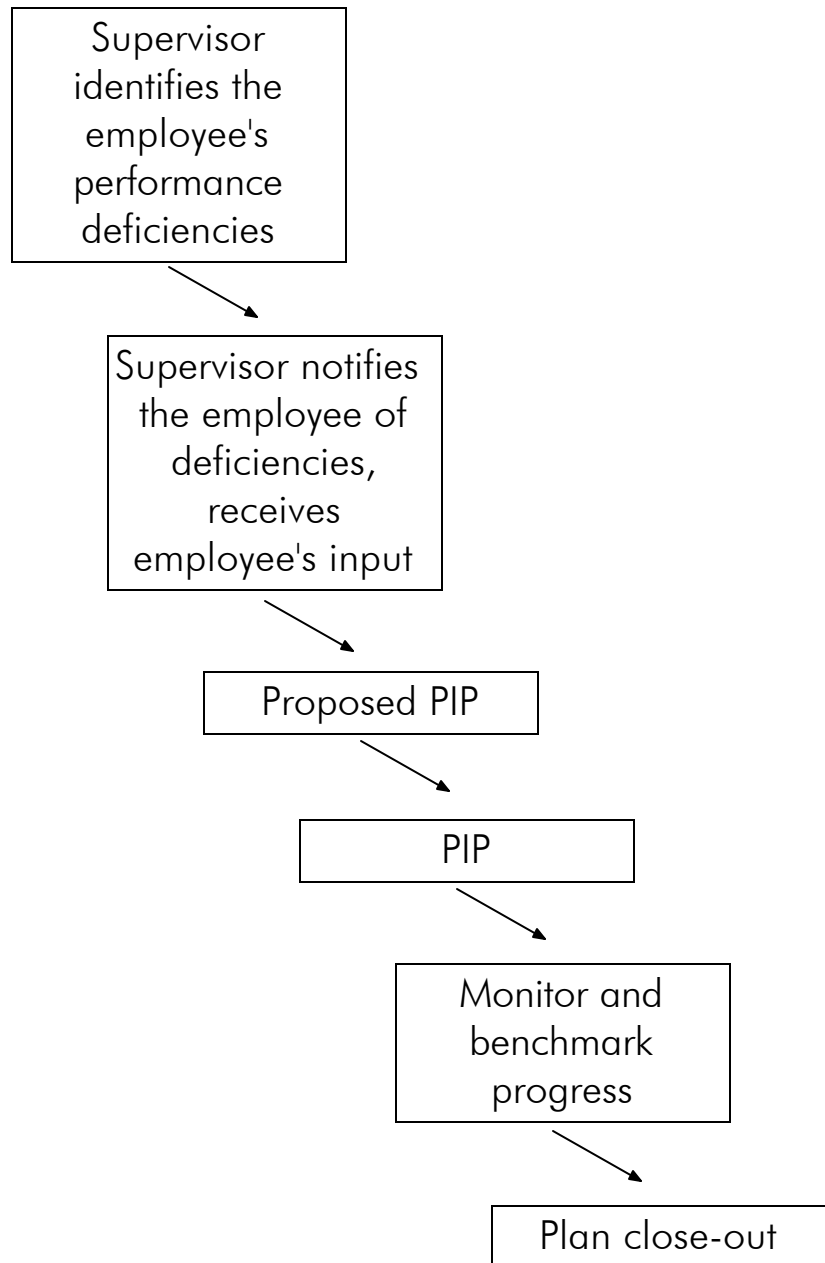 Supervisor
identifies the
employee's
performance
deficiencies
Supervisor notifies
the employee of
deficiencies,
receives
employee's input
Proposed PIP
PIP
Monitor and
benchmark
progress
Plan close-out